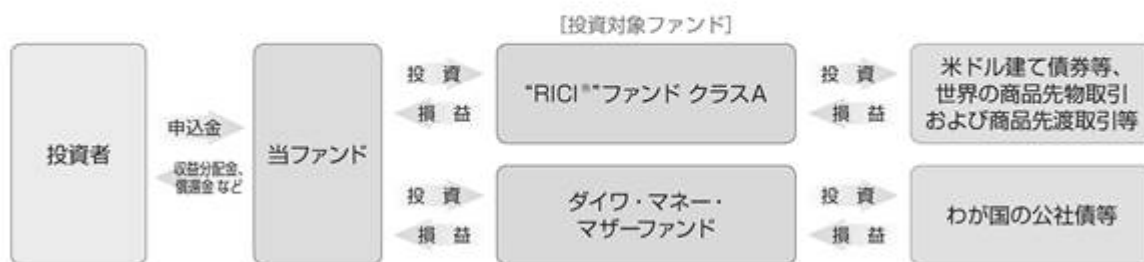 [投資対象ファンド]
投資者
申込金
収益分配金、
償還金 など
当ファンド
投 資
損 益
"RICI®"ファンド クラスA
投 資
損 益
米ドル建て債券等、
世界の商品先物取引
および商品先渡取引等
投 資
損 益
ダイワ・マネー・
マザーファンド
投 資
損 益
わが国の公社債等